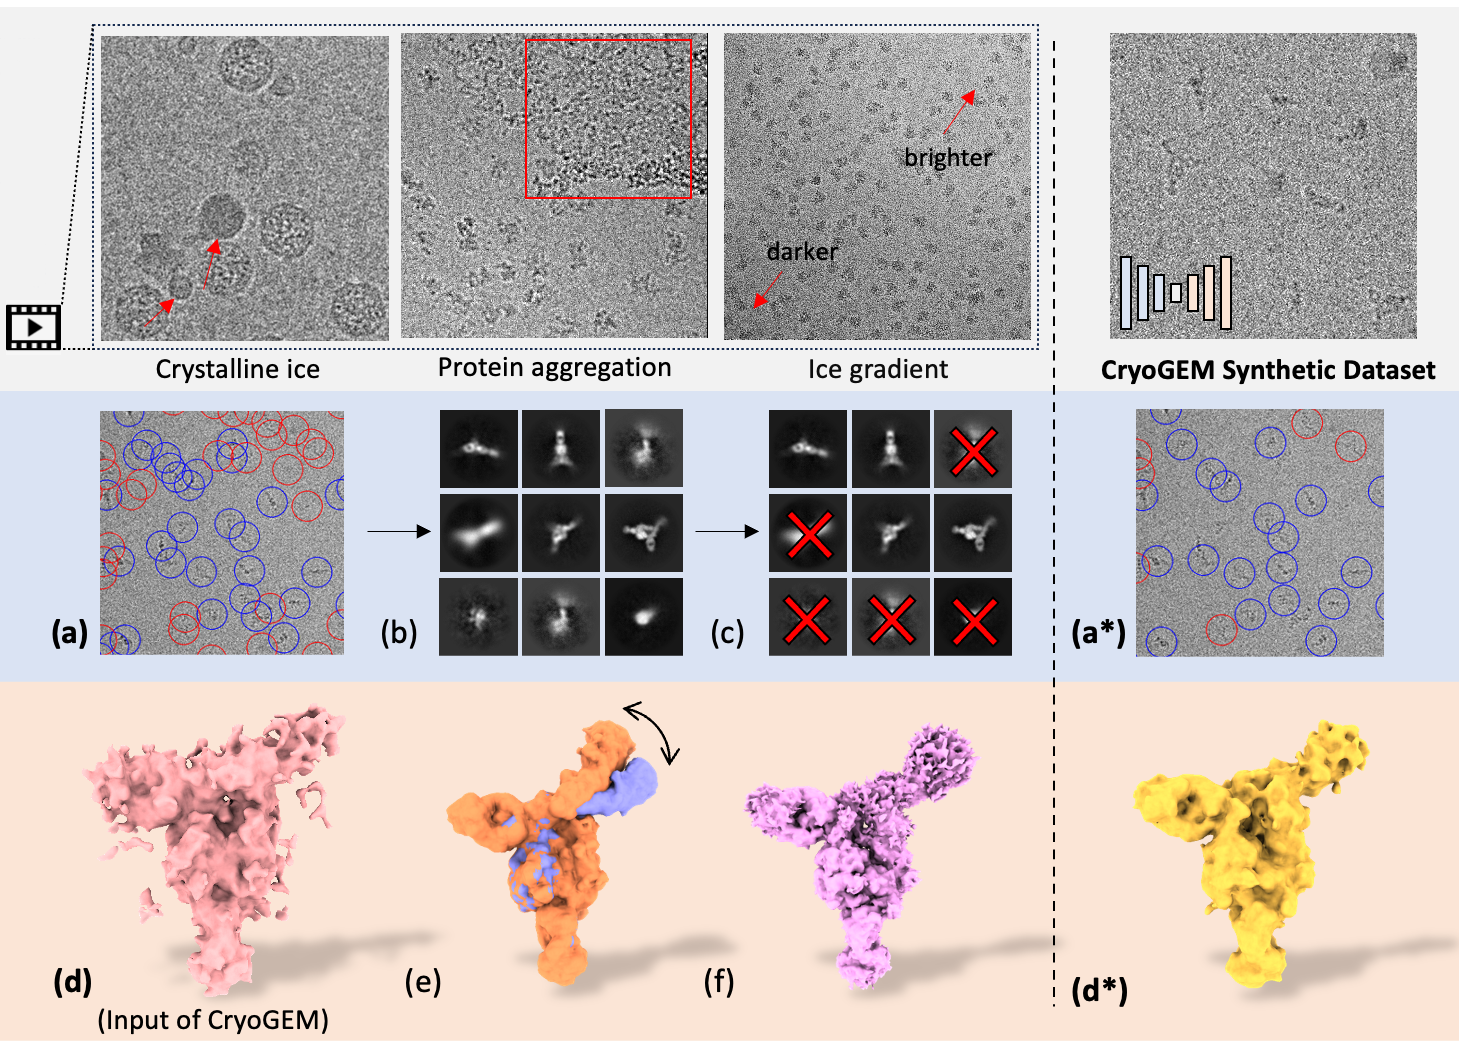 brighter
darker
Crystalline ice
Protein aggregation
Ice gradient
CryoGEM Synthetic Dataset
(a)
(b)
(c)
(a*)
(d)
(e)
(f)
(d*)
(Input of CryoGEM)